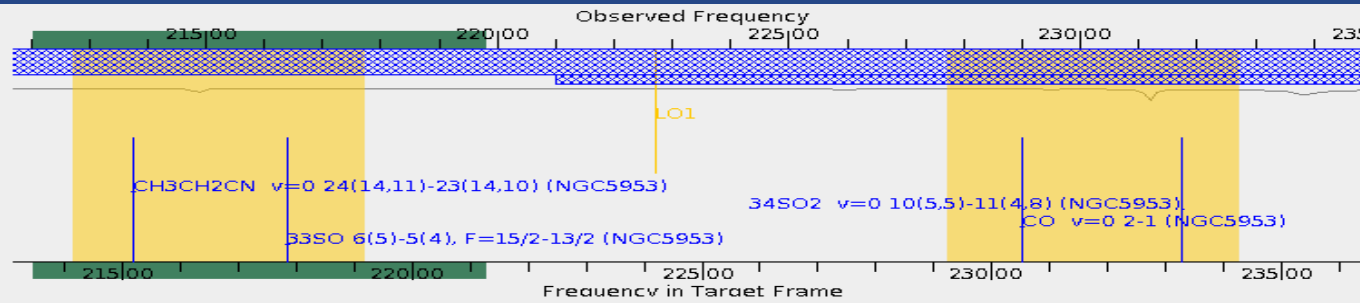 Observed Frequency
215|00 220|00 225|00 230|00 235
LO1
CH3CH2CN v=0 24(14,11)-23(14,10) (NGC5953)
34SO2 v=0 10(5,5)-11(4,8) (NGC5953)
CO v=0 2-1 (NGC5953)
33SO 6(5)-5(4), F=15/2-13/2 (NGC5953)
215|00 220|00 225|00 230|00 235|00
Frequency in Target Frame